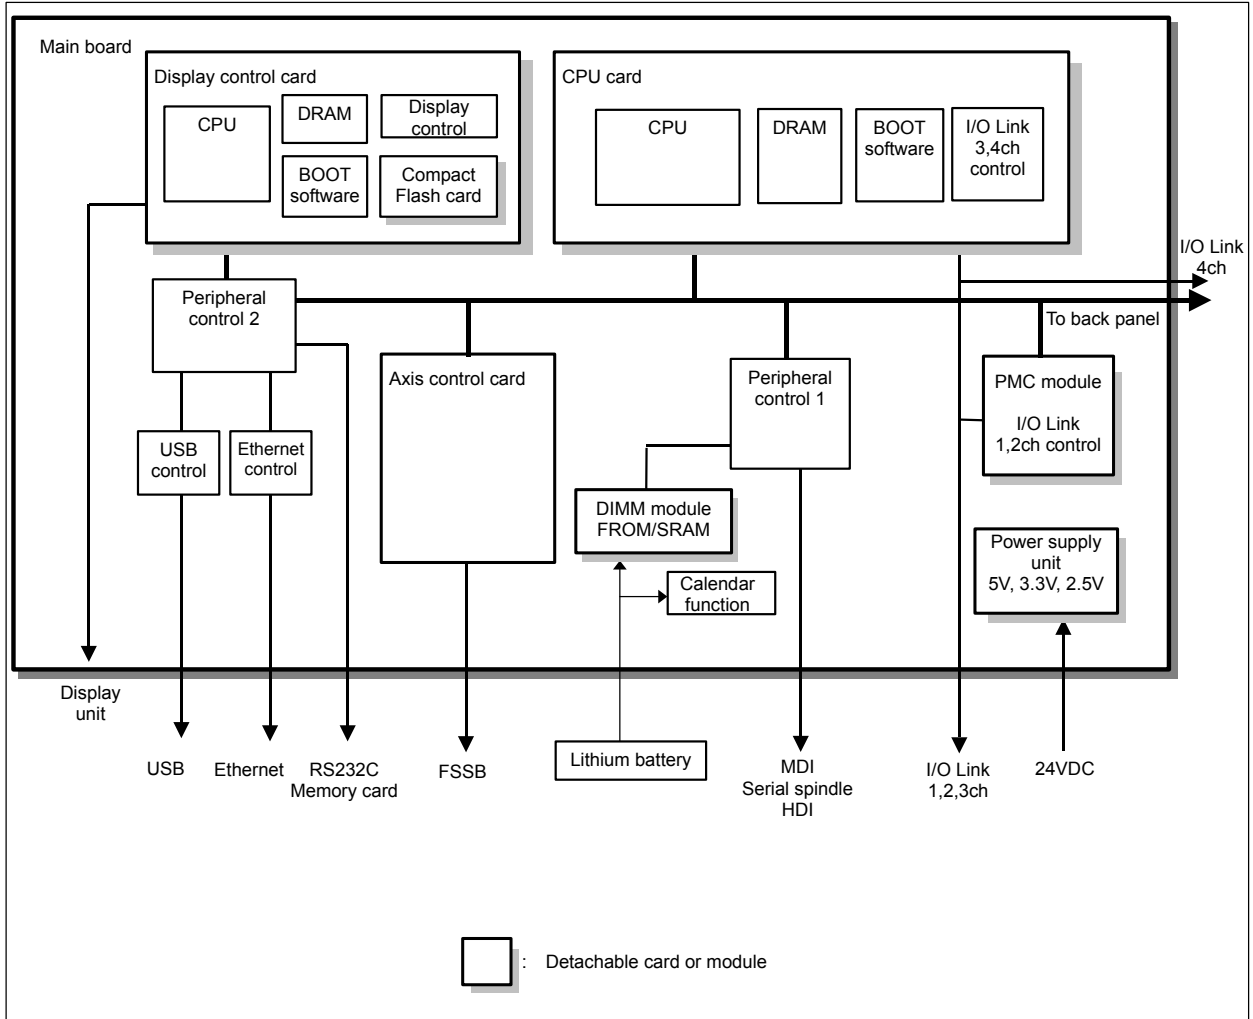 Main board
Display control card
CPU
DRAM
Display
control
BOOT
software
Compact
Flash card
CPU card
CPU
DRAM
BOOT
software
I/O Link
3,4ch
control
I/O Link
4ch
To back panel
Peripheral
control 2
Axis control card
Peripheral
control 1
PMC module
I/O Link
1,2ch control
USB
control
Ethernet
control
DIMM module
FROM/SRAM
Calendar
function
Power supply
unit
5V, 3.3V, 2.5V
Display
unit
USB
Ethernet
RS232C
Memory card
FSSB
Lithium battery
MDI
Serial spindle
HDI
I/O Link
1,2,3ch
24VDC
: Detachable card or module